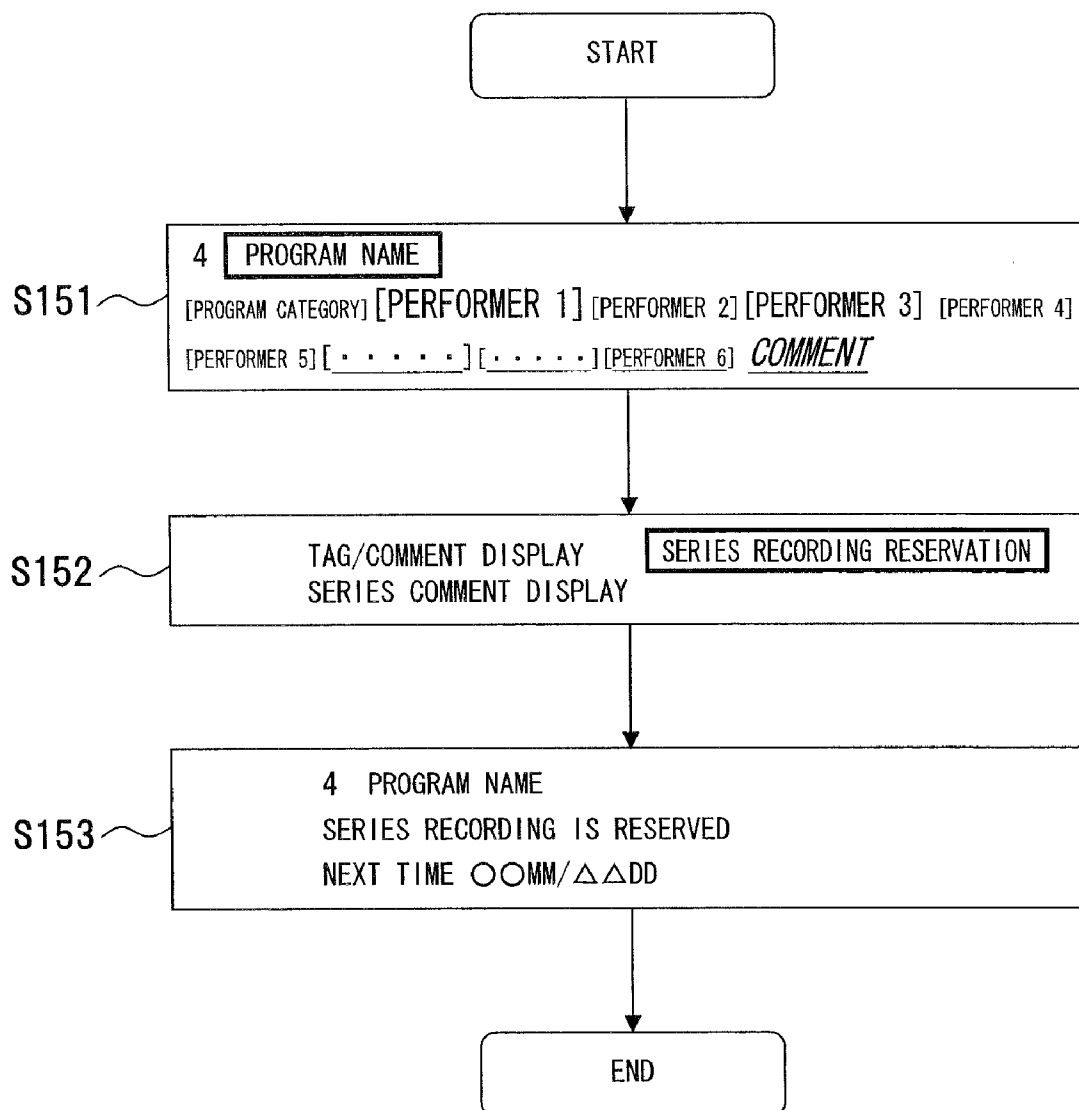 START
S151
4 PROGRAM NAME
[PROGRAM CATEGORY] [PERFORMER 1] [PERFORMER 2] [PERFORMER 3] [PERFORMER 4]
[PERFORMER 5] [·····] [·····] [PERFORMER 6] COMMENT
S152
TAG/COMMENT DISPLAY SERIES RECORDING RESERVATION
SERIES COMMENT DISPLAY
S153
4 PROGRAM NAME
SERIES RECORDING IS RESERVED
NEXT TIME ○○MM/△△DD
END